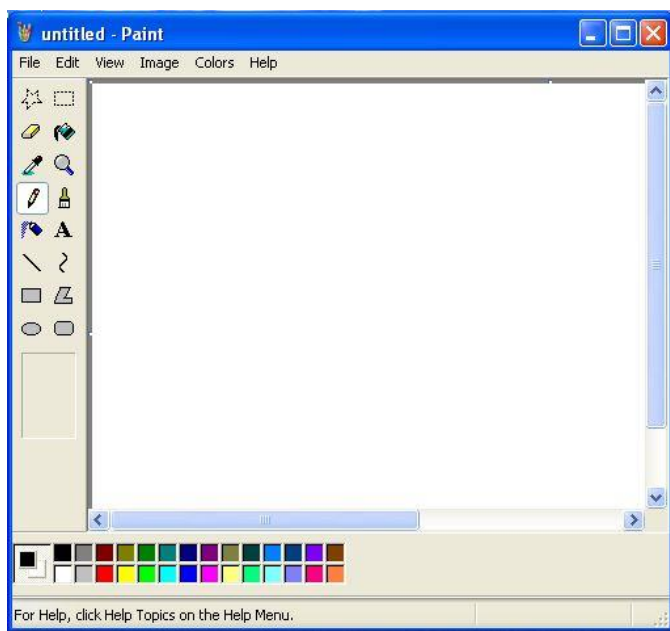 untitled - Paint
File Edit View Image Colors Help
A
For Help, click Help Topics on the Help Menu.